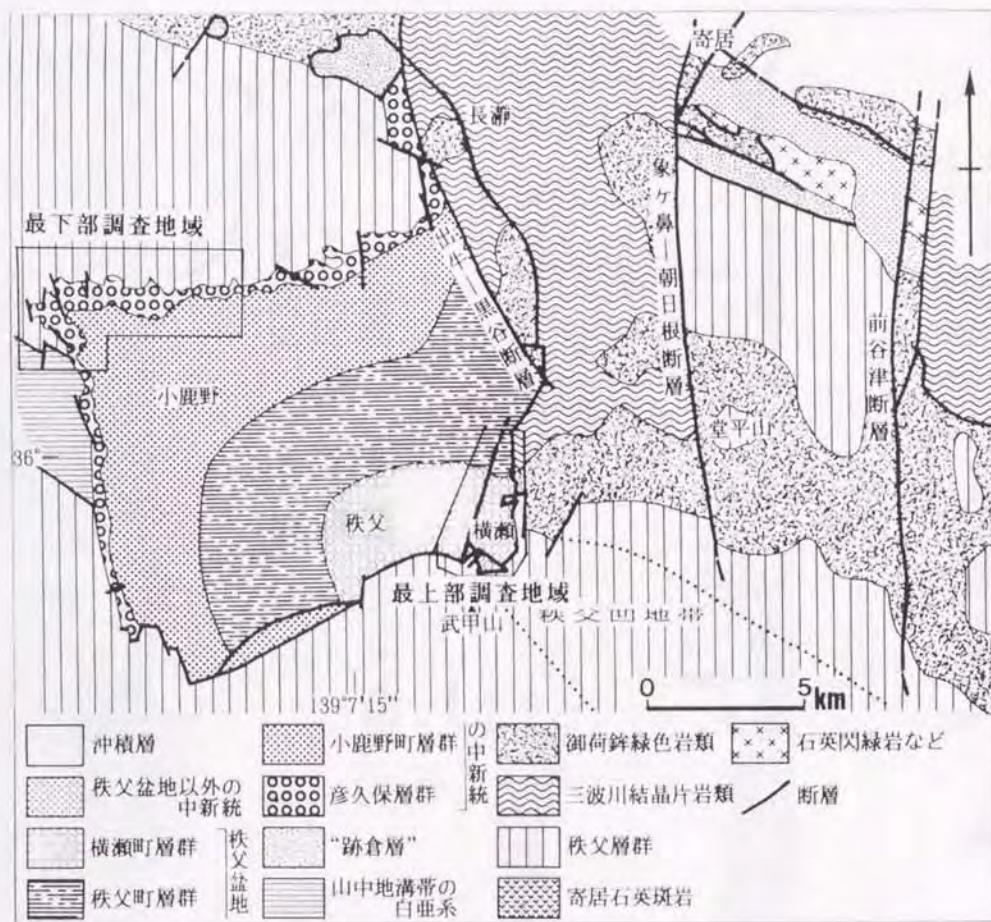 寄居
長瀞
最下部調査地域
出牛—黒谷断層
象ケ鼻—朝日根断層
前谷津断層
小鹿野
堂平山
36°
秩父
横瀬
最上部調査地域
武甲山
139°7′15″
0 5 km
沖積層
秩父盆地以外の
中新統
横瀬町層群
秩父町層群
秩父盆地
小鹿野町層群
彦久保層群
の中新統
“跡倉層”
山中地溝帯の
白亜系
御荷鉾緑色岩類
三波川結晶片岩類
秩父層群
寄居石英斑岩
石英閃緑岩など
断層